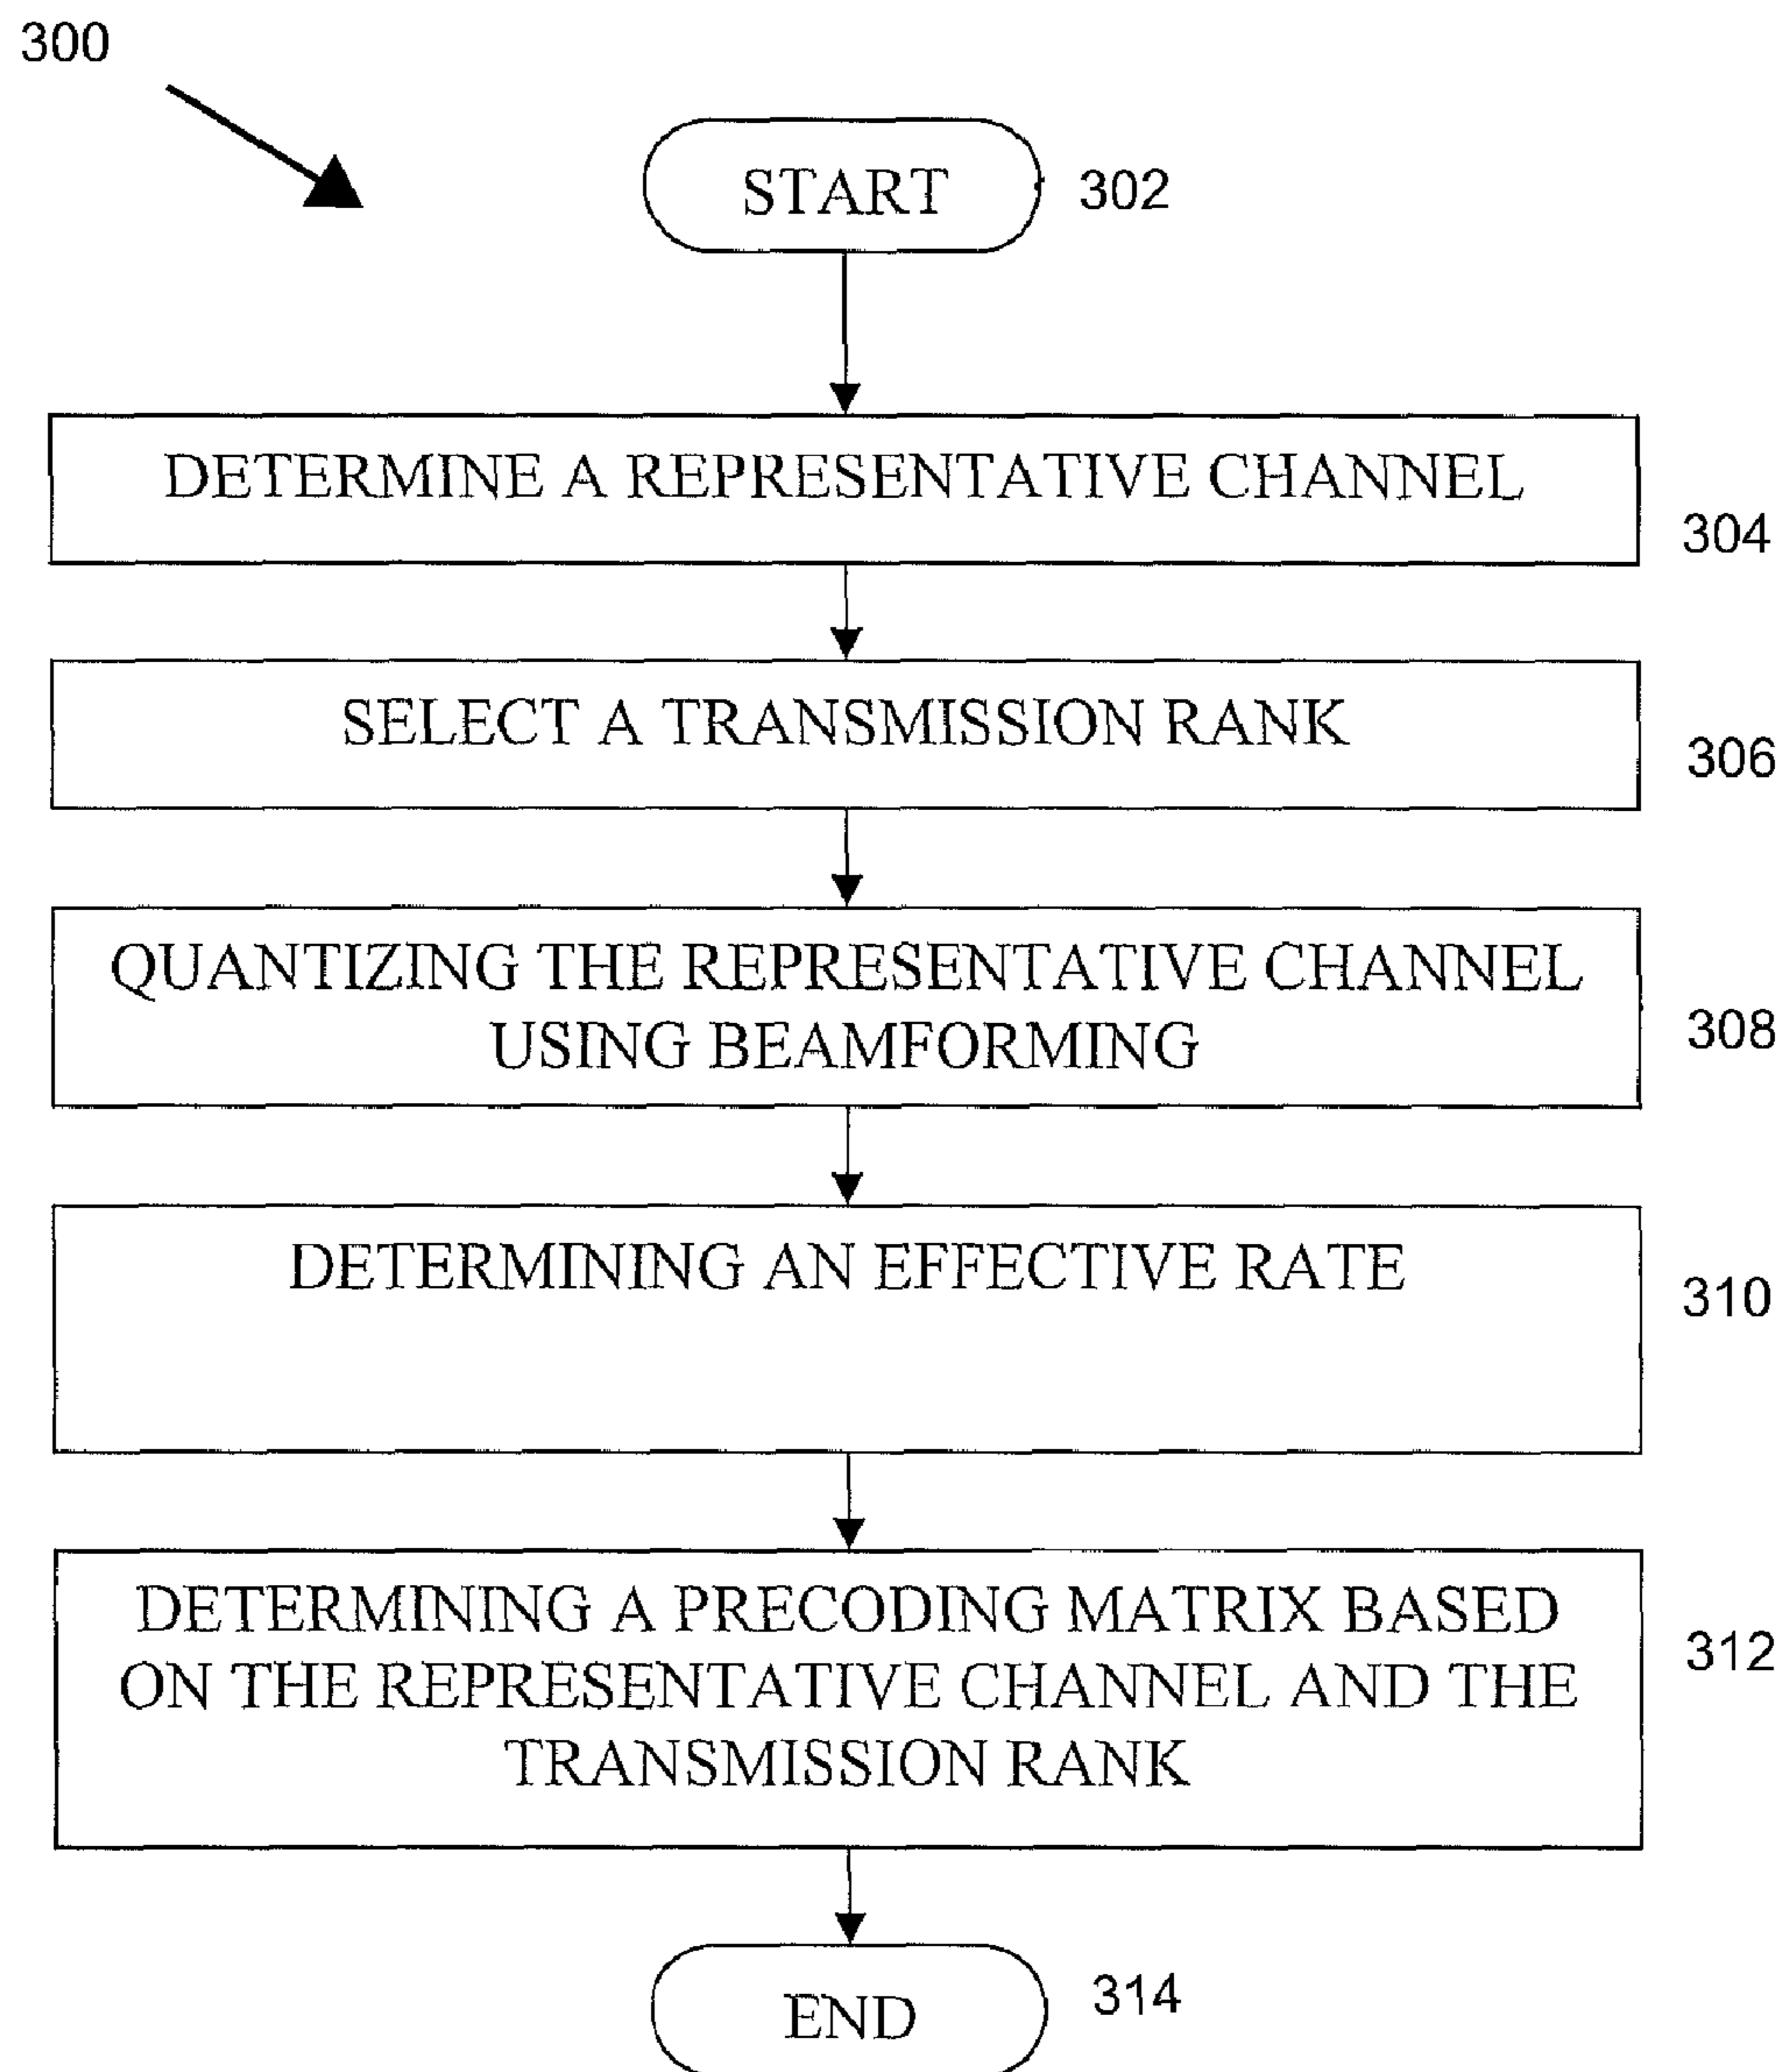 300
START
302
DETERMINE A REPRESENTATIVE CHANNEL
304
SELECT A TRANSMISSION RANK
306
QUANTIZING THE REPRESENTATIVE CHANNEL
USING BEAMFORMING
308
DETERMINING AN EFFECTIVE RATE
310
DETERMINING A PRECODING MATRIX BASED
ON THE REPRESENTATIVE CHANNEL AND THE
TRANSMISSION RANK
312
END
314